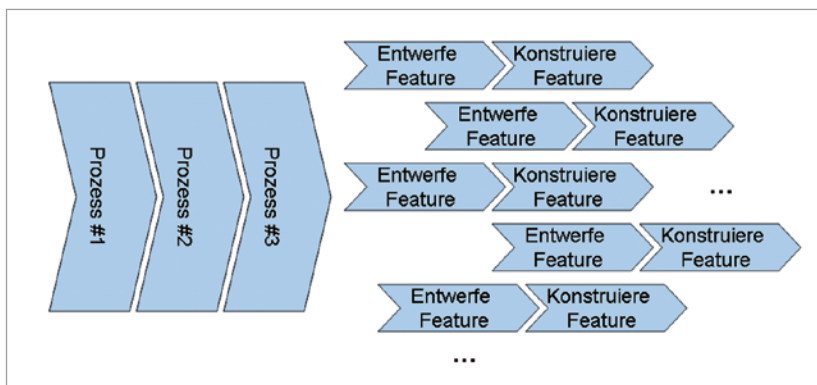 Prozess #1
Prozess #2
Prozess #3
Entwerfe
Feature
Konstruiere
Feature
Entwerfe
Feature
Konstruiere
Feature
Entwerfe
Feature
Konstruiere
Feature
...
Entwerfe
Feature
Konstruiere
Feature
Entwerfe
Feature
Konstruiere
Feature
...